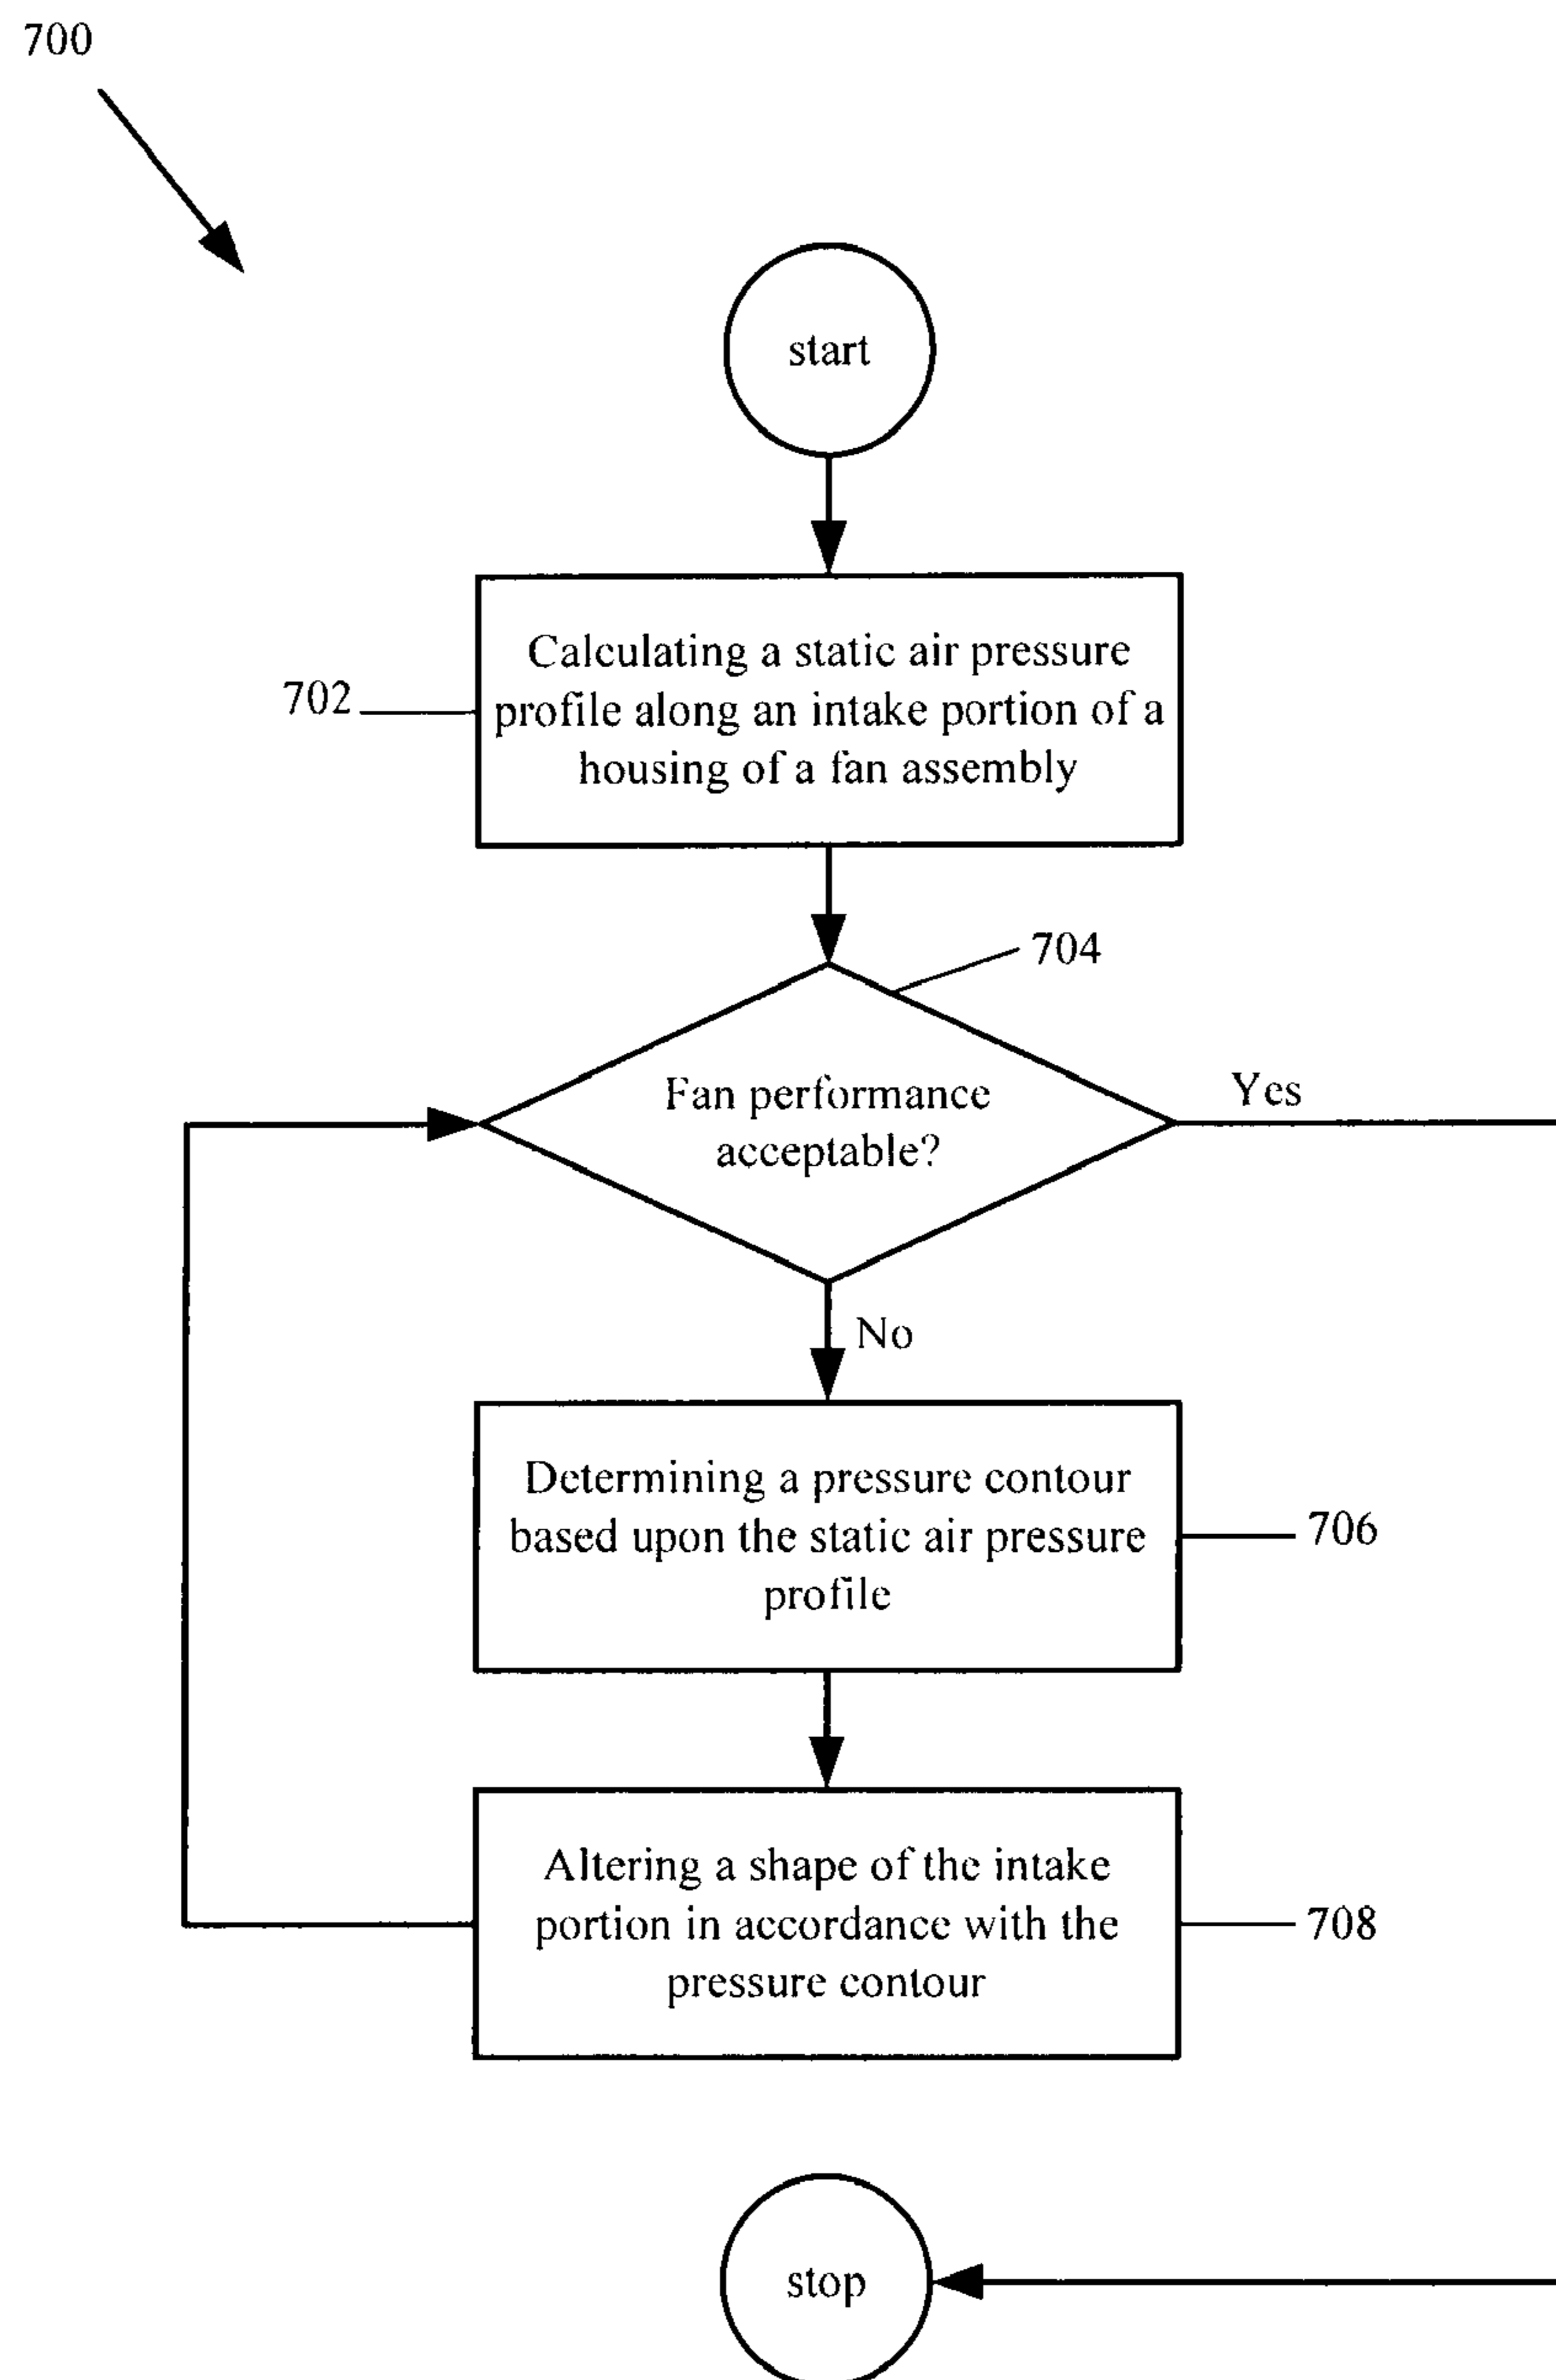 700
start
Calculating a static air pressure
profile along an intake portion of a
housing of a fan assembly
702
704
Fan performance
acceptable?
Yes
No
Determining a pressure contour
based upon the static air pressure
profile
706
Altering a shape of the intake
portion in accordance with the
pressure contour
708
stop